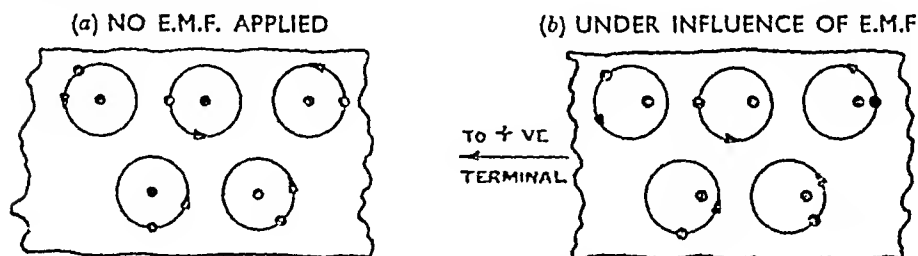 (a) NO E.M.F. APPLIED
(b) UNDER INFLUENCE OF E.M.F
TO + VE
TERMINAL